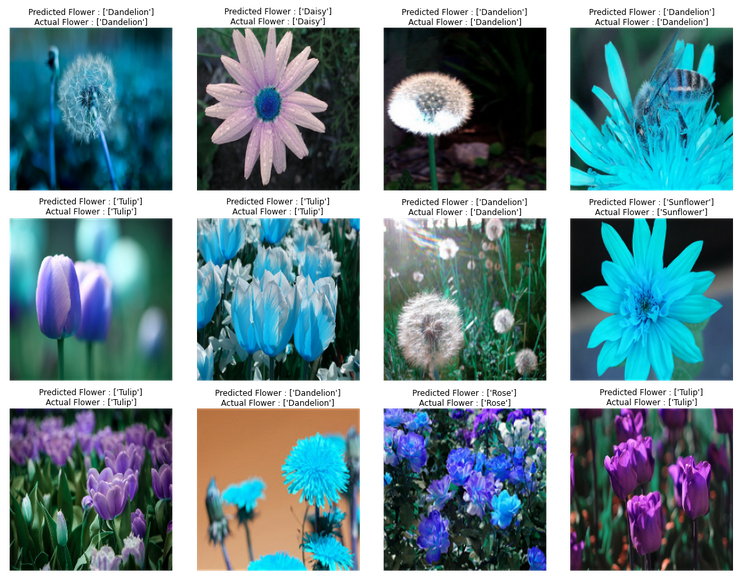 Predicted Flower : ['Dandelion']
Actual Flower : ['Dandelion']
Predicted Flower : ['Daisy']
Actual Flower : ['Daisy']
Predicted Flower : ['Dandelion']
Actual Flower : ['Dandelion']
Predicted Flower : ['Dandelion']
Actual Flower : ['Dandelion']
Predicted Flower : ['Tulip']
Actual Flower : ['Tulip']
Predicted Flower : ['Tulip']
Actual Flower : ['Tulip']
Predicted Flower : ['Dandelion']
Actual Flower : ['Dandelion']
Predicted Flower : ['Sunflower']
Actual Flower : ['Sunflower']
Predicted Flower : ['Tulip']
Actual Flower : ['Tulip']
Predicted Flower : ['Dandelion']
Actual Flower : ['Dandelion']
Predicted Flower : ['Rose']
Actual Flower : ['Rose']
Predicted Flower : ['Tulip']
Actual Flower : ['Tulip']